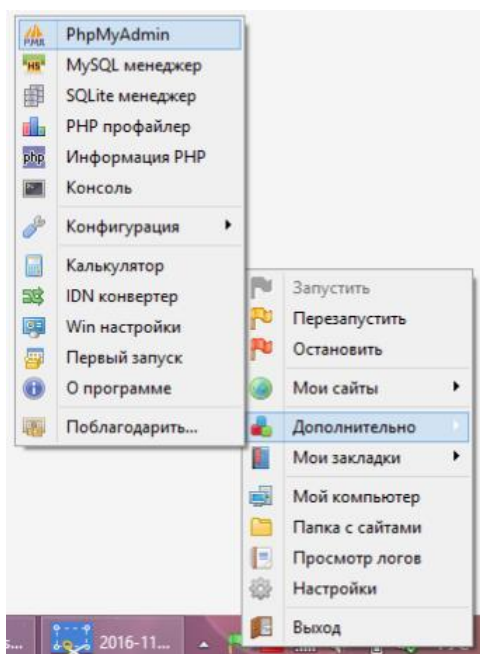 PhpMyAdmin
MySQL менеджер
SQLite менеджер
PHP профайлер
Информация PHP
Консоль
Конфигурация
Калькулятор
IDN конвертер
Win настройки
Первый запуск
О программе
Поблагодарить...
Запустить
Перезапустить
Остановить
Мои сайты
Дополнительно
Мои закладки
Мой компьютер
Папка с сайтами
Просмотр логов
Настройки
Выход
2016-11...